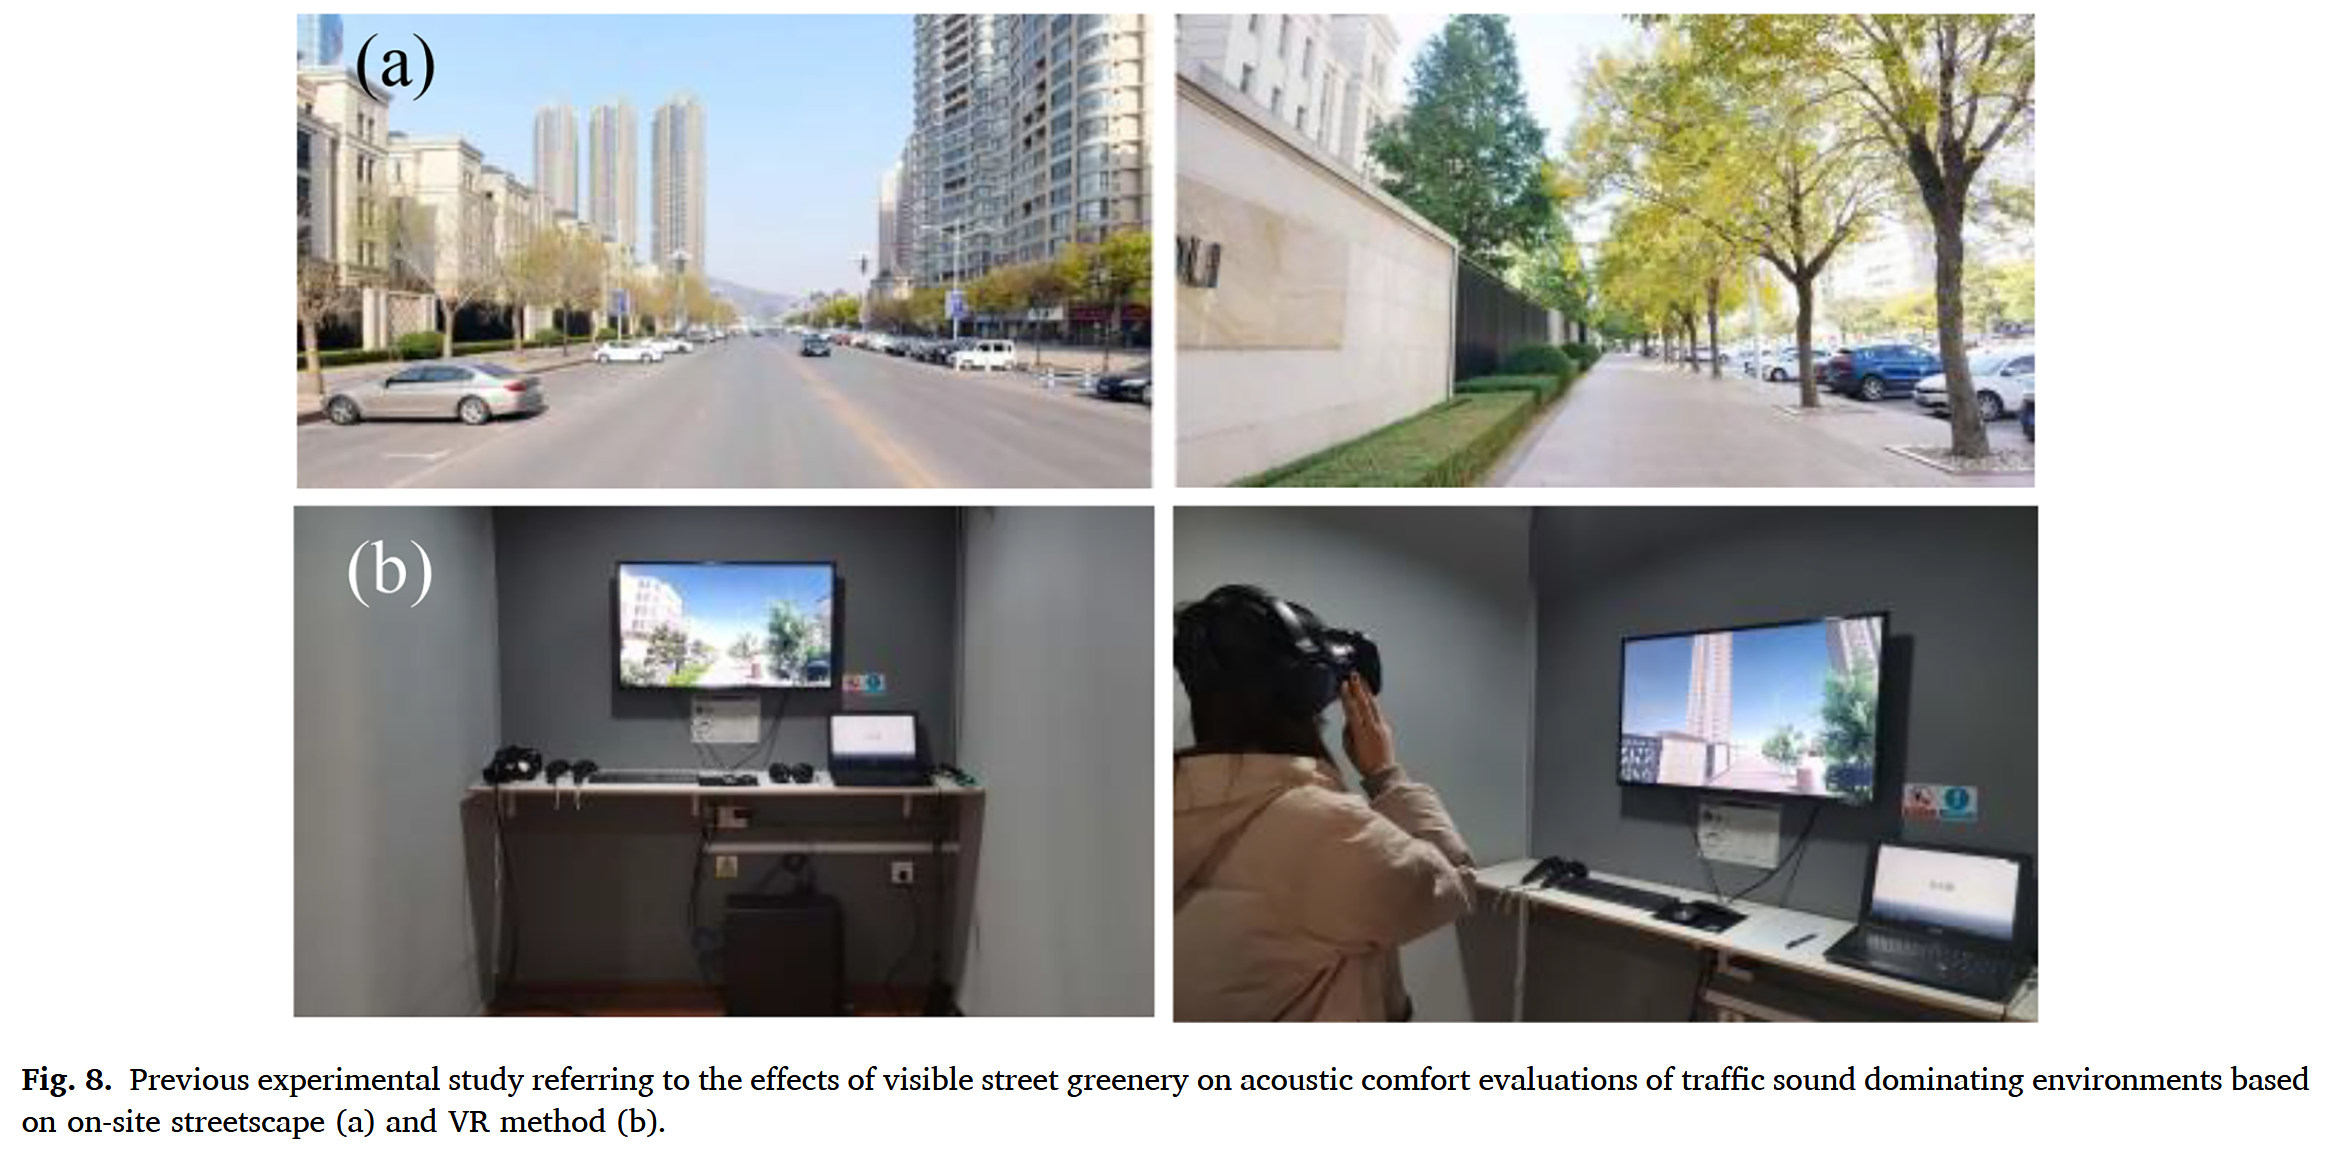 (a)
(b)
Fig. 8. Previous experimental study referring to the effects of visible street greenery on acoustic comfort evaluations of traffic sound dominating environments based
on on-site streetscape (a) and VR method (b).